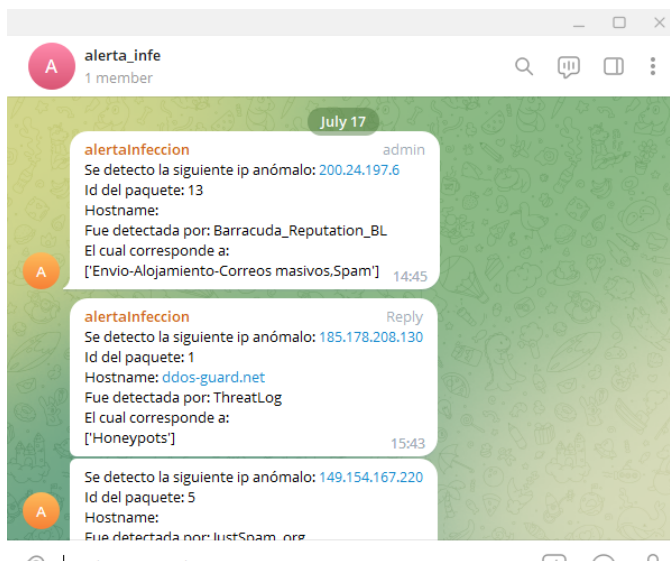 alerta_infe
1 member
July 17
alertaInfeccion admin
Se detecto la siguiente ip anómalo: 200.24.197.6
Id del paquete: 13
Hostname:
Fue detectada por: Barracuda_Reputation_BL
El cual corresponde a:
['Envio-Alojamiento-Correos masivos,Spam'] 14:45
alertaInfeccion Reply
Se detecto la siguiente ip anómalo: 185.178.208.130
Id del paquete: 1
Hostname: ddos-guard.net
Fue detectada por: ThreatLog
El cual corresponde a:
['Honeypots'] 15:43
Se detecto la siguiente ip anómalo: 149.154.167.220
Id del paquete: 5
Hostname:
Fue detectada por: JustSpam_org